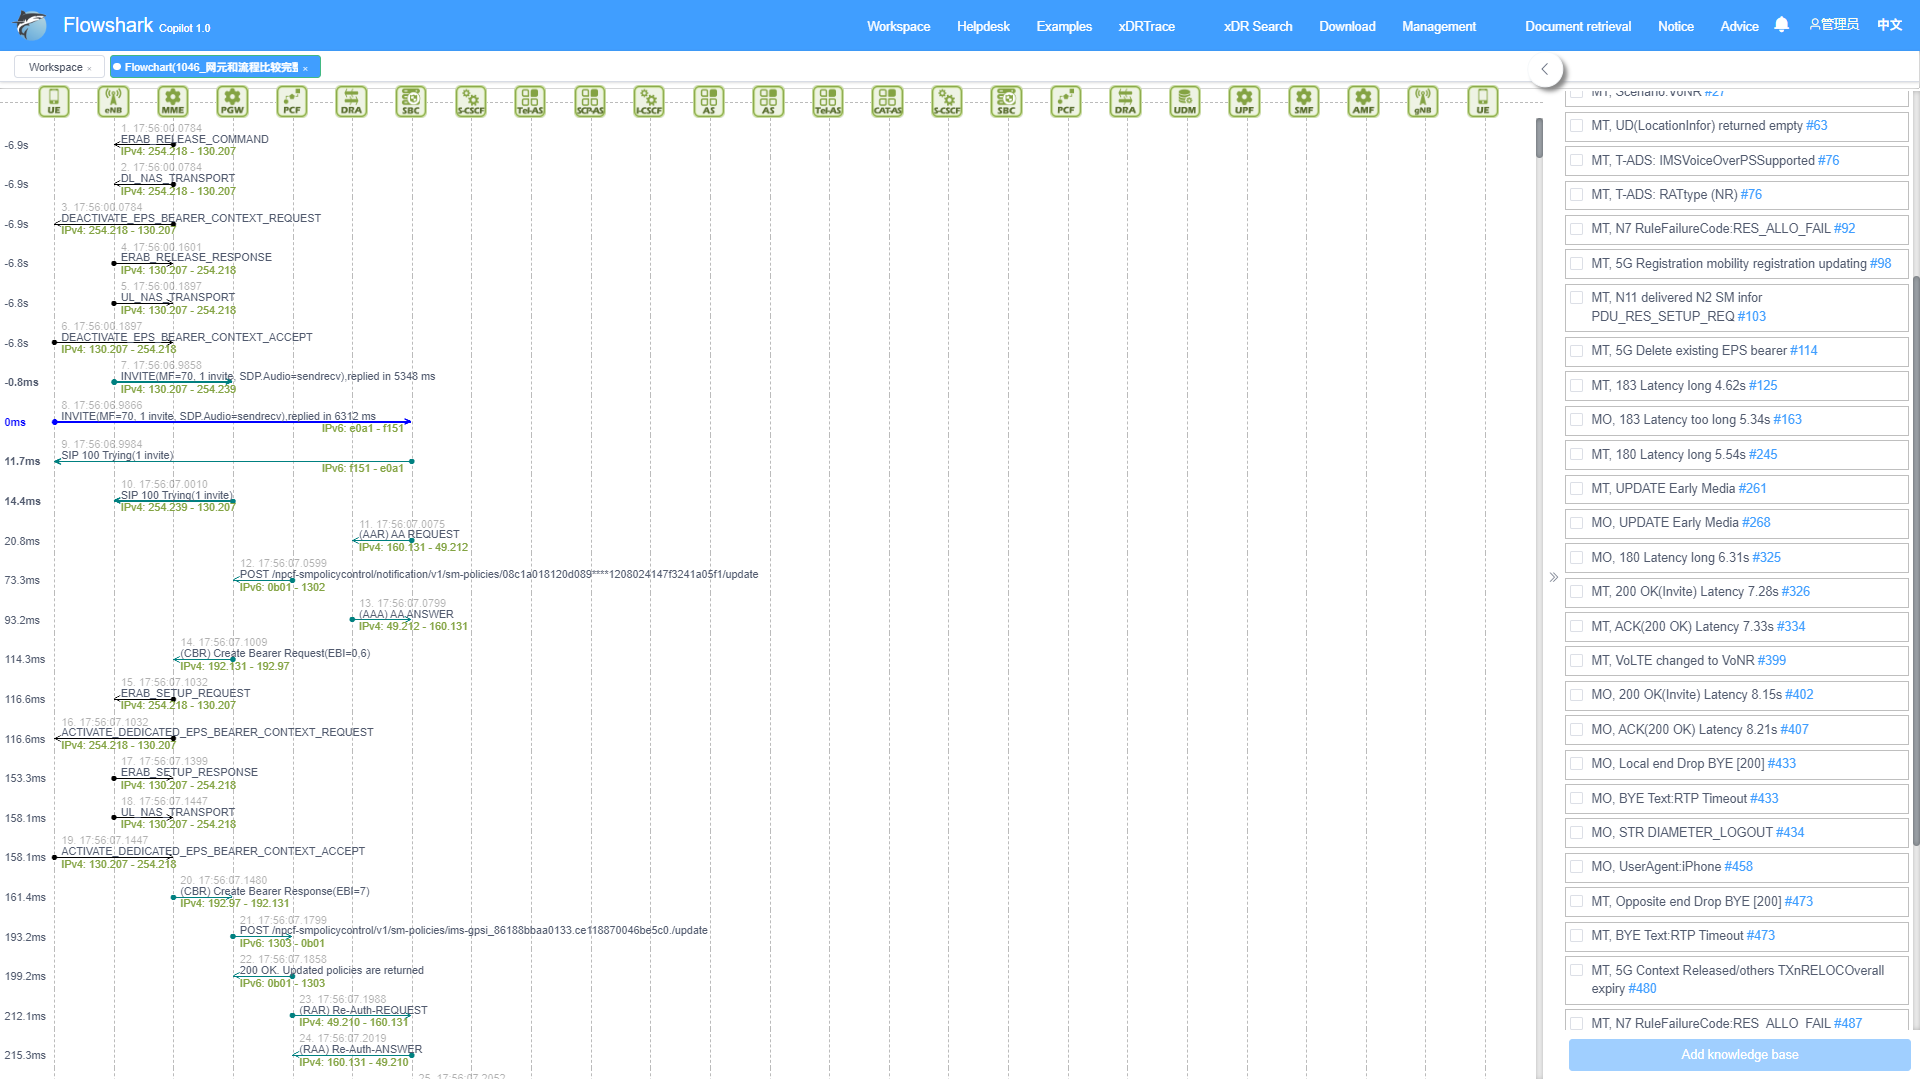 Flowshark Copilot 1.0
Workspace Helpdesk Examples xDRTrace xDR Search Download Management Document retrieval Notice Advice 管理员 中文
Workspace ×
Flowchart(1046_网元和流程比较完整 ×
UE eNB MME PGW PCF DRA SBC S-CSCF Tel-AS SCP-AS I-CSCF AS AS Tel-AS CAT-AS S-CSCF SBC PCF DRA UDM UPF SMF AMF gNB UE
1. 17:56:00.0784
-6.9s ERAB_RELEASE_COMMAND
IPv4: 254.218 - 130.207
2. 17:56:00.0784
-6.9s DL_NAS_TRANSPORT
IPv4: 254.218 - 130.207
3. 17:56:00.0784
-6.9s DEACTIVATE_EPS_BEARER_CONTEXT_REQUEST
IPv4: 254.218 - 130.207
4. 17:56:00.1601
-6.8s ERAB_RELEASE_RESPONSE
IPv4: 130.207 - 254.218
5. 17:56:00.1897
-6.8s UL_NAS_TRANSPORT
IPv4: 130.207 - 254.218
6. 17:56:00.1897
-6.8s DEACTIVATE_EPS_BEARER_CONTEXT_ACCEPT
IPv4: 130.207 - 254.218
7. 17:56:06.9858
-0.8ms INVITE(MF=70, 1 invite, SDP.Audio=sendrecv),replied in 5348 ms
IPv4: 130.207 - 254.239
8. 17:56:06.9866
0ms INVITE(MF=70, 1 invite, SDP.Audio=sendrecv),replied in 6312 ms
IPv6: e0a1 - f151
9. 17:56:06.9984
11.7ms SIP 100 Trying(1 invite)
IPv6: f151 - e0a1
10. 17:56:07.0010
14.4ms SIP 100 Trying(1 invite)
IPv4: 254.239 - 130.207
11. 17:56:07.0075
20.8ms (AAR) AA REQUEST
IPv4: 160.131 - 49.212
12. 17:56:07.0599
73.3ms POST /npcf-smpolicycontrol/notification/v1/sm-policies/08c1a018120d089****1208024147f3241a05f1/update
IPv6: 0b01 - 1302
13. 17:56:07.0799
93.2ms (AAA) AA ANSWER
IPv4: 49.212 - 160.131
14. 17:56:07.1009
114.3ms (CBR) Create Bearer Request(EBI=0,6)
IPv4: 192.131 - 192.97
15. 17:56:07.1032
116.6ms ERAB_SETUP_REQUEST
IPv4: 254.218 - 130.207
16. 17:56:07.1032
116.6ms ACTIVATE_DEDICATED_EPS_BEARER_CONTEXT_REQUEST
IPv4: 254.218 - 130.207
17. 17:56:07.1399
153.3ms ERAB_SETUP_RESPONSE
IPv4: 130.207 - 254.218
18. 17:56:07.1447
158.1ms UL_NAS_TRANSPORT
IPv4: 130.207 - 254.218
19. 17:56:07.1447
158.1ms ACTIVATE_DEDICATED_EPS_BEARER_CONTEXT_ACCEPT
IPv4: 130.207 - 254.218
20. 17:56:07.1480
161.4ms (CBR) Create Bearer Response(EBI=7)
IPv4: 192.97 - 192.131
21. 17:56:07.1799
193.2ms POST /npcf-smpolicycontrol/v1/sm-policies/ims-gpsi_86188bbaa0133.ce118870046be5c0./update
IPv6: 1303 - 0b01
22. 17:56:07.1858
199.2ms 200 OK. Updated policies are returned
IPv6: 0b01 - 1303
23. 17:56:07.1988
212.1ms (RAR) Re-Auth-REQUEST
IPv4: 49.210 - 160.131
24. 17:56:07.2019
215.3ms (RAA) Re-Auth-ANSWER
IPv4: 160.131 - 49.210
25. 17:56:07.2052
MT, Scenario:VoNR #27
MT, UD(LocationInfor) returned empty #63
MT, T-ADS: IMSVoiceOverPSSupported #76
MT, T-ADS: RATtype (NR) #76
MT, N7 RuleFailureCode:RES_ALLO_FAIL #92
MT, 5G Registration mobility registration updating #98
MT, N11 delivered N2 SM infor
PDU_RES_SETUP_REQ #103
MT, 5G Delete existing EPS bearer #114
MT, 183 Latency long 4.62s #125
MO, 183 Latency too long 5.34s #163
MT, 180 Latency long 5.54s #245
MT, UPDATE Early Media #261
MO, UPDATE Early Media #268
MO, 180 Latency long 6.31s #325
MT, 200 OK(Invite) Latency 7.28s #326
MT, ACK(200 OK) Latency 7.33s #334
MT, VoLTE changed to VoNR #399
MO, 200 OK(Invite) Latency 8.15s #402
MO, ACK(200 OK) Latency 8.21s #407
MO, Local end Drop BYE [200] #433
MO, BYE Text:RTP Timeout #433
MO, STR DIAMETER_LOGOUT #434
MO, UserAgent:iPhone #458
MT, Opposite end Drop BYE [200] #473
MT, BYE Text:RTP Timeout #473
MT, 5G Context Released/others TXnRELOCOverall
expiry #480
MT, N7 RuleFailureCode:RES_ALLO_FAIL #487
Add knowledge base